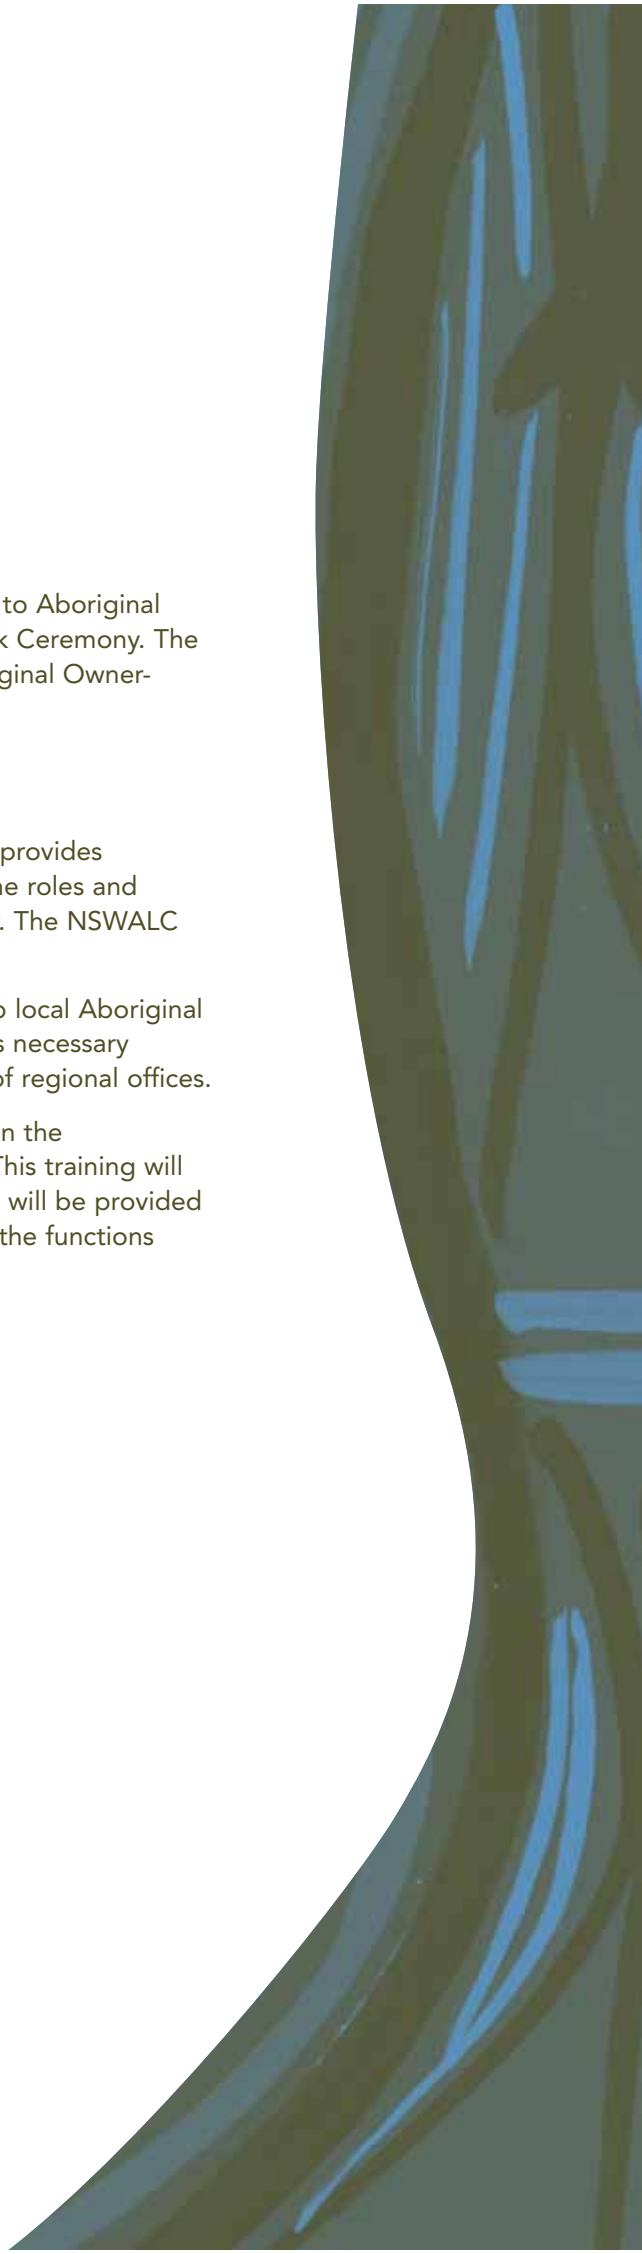 to Aboriginal
k Ceremony. The
ginal Owner-
provides
ne roles and
. The NSWALC
o local Aboriginal
s necessary
of regional offices.
n the
This training will
will be provided
the functions